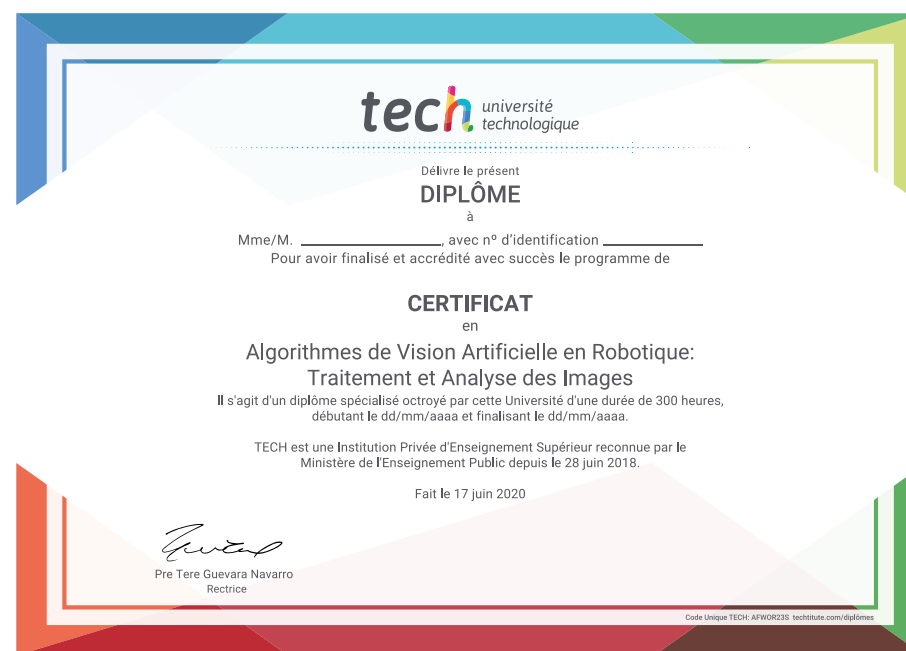 tech université
technologique
Délivre le présent
DIPLÔME
à
Mme/M. ____________________, avec nº d'identification ______________
Pour avoir finalisé et accrédité avec succès le programme de
CERTIFICAT
en
Algorithmes de Vision Artificielle en Robotique:
Traitement et Analyse des Images
Il s'agit d'un diplôme spécialisé octroyé par cette Université d'une durée de 300 heures,
débutant le dd/mm/aaaa et finalisant le dd/mm/aaaa.
TECH est une Institution Privée d'Enseignement Supérieur reconnue par le
Ministère de l'Enseignement Public depuis le 28 juin 2018.
Fait le 17 juin 2020
Pre Tere Guevara Navarro
Rectrice
Code Unique TECH: AFWOR23S techtitute.com/diplômes